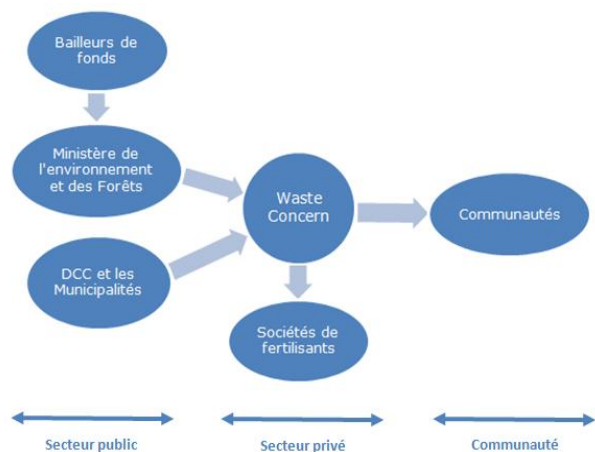 Bailleurs de
fonds
Ministère de
l'environnement
et des Forêts
Waste
Concern
Communautés
DCC et les
Municipalités
Sociétés de
fertilisants
Secteur public
Secteur privé
Communauté